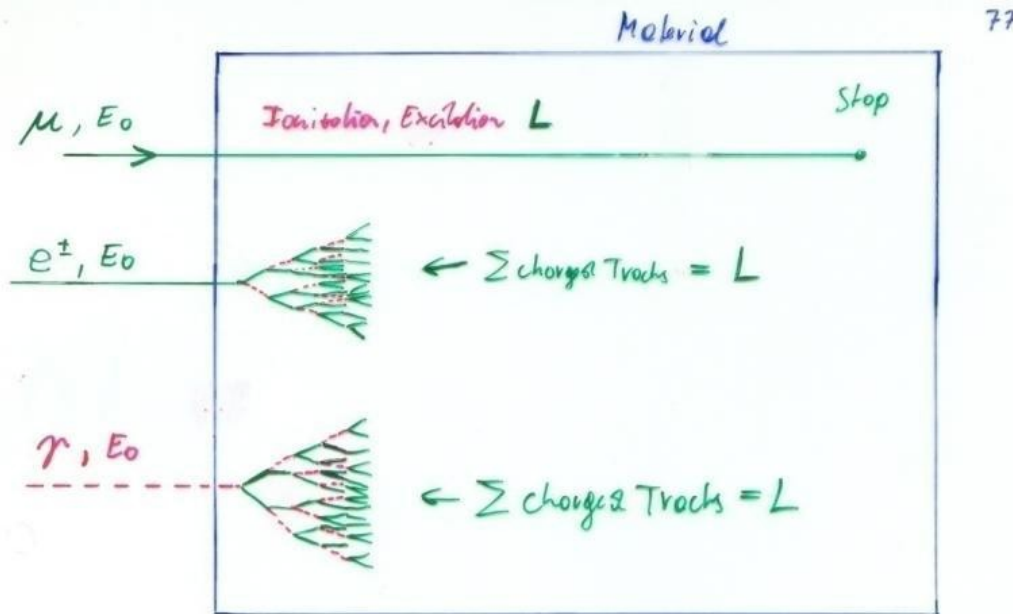 Material
77
μ, E₀
Ionisation, Excitation L
Stop
e±, E₀
← Σ charged Tracks = L
γ, E₀
← Σ charged Tracks = L